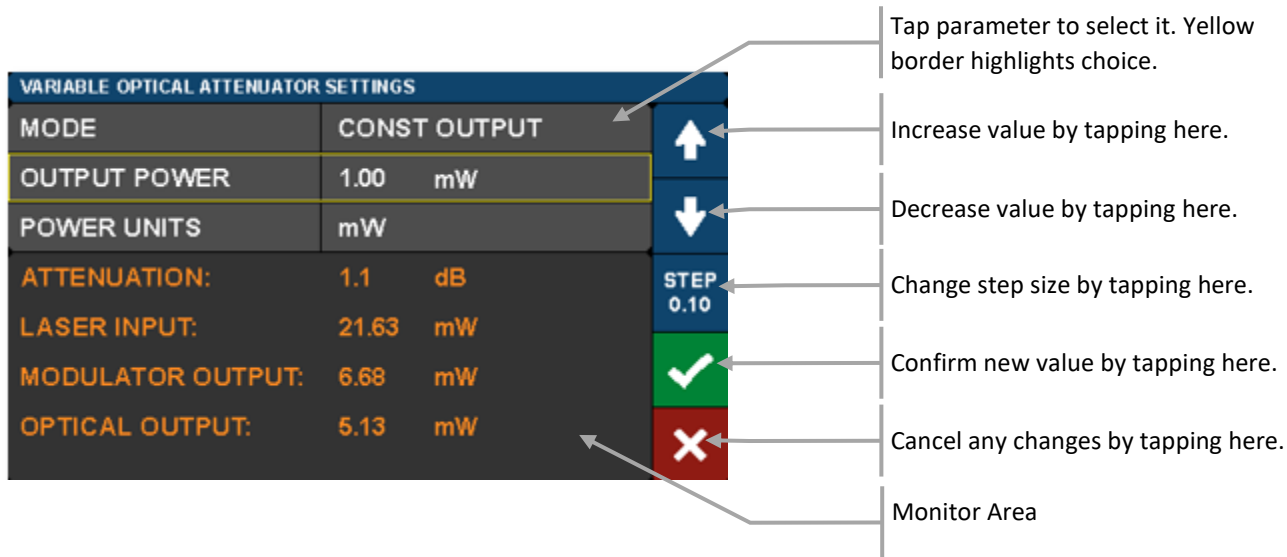 Tap parameter to select it. Yellow
border highlights choice.
VARIABLE OPTICAL ATTENUATOR SETTINGS
MODE CONST OUTPUT
Increase value by tapping here.
OUTPUT POWER 1.00 mW
Decrease value by tapping here.
POWER UNITS mW
ATTENUATION: 1.1 dB
STEP
0.10
Change step size by tapping here.
LASER INPUT: 21.63 mW
MODULATOR OUTPUT: 6.68 mW
Confirm new value by tapping here.
OPTICAL OUTPUT: 5.13 mW
Cancel any changes by tapping here.
Monitor Area